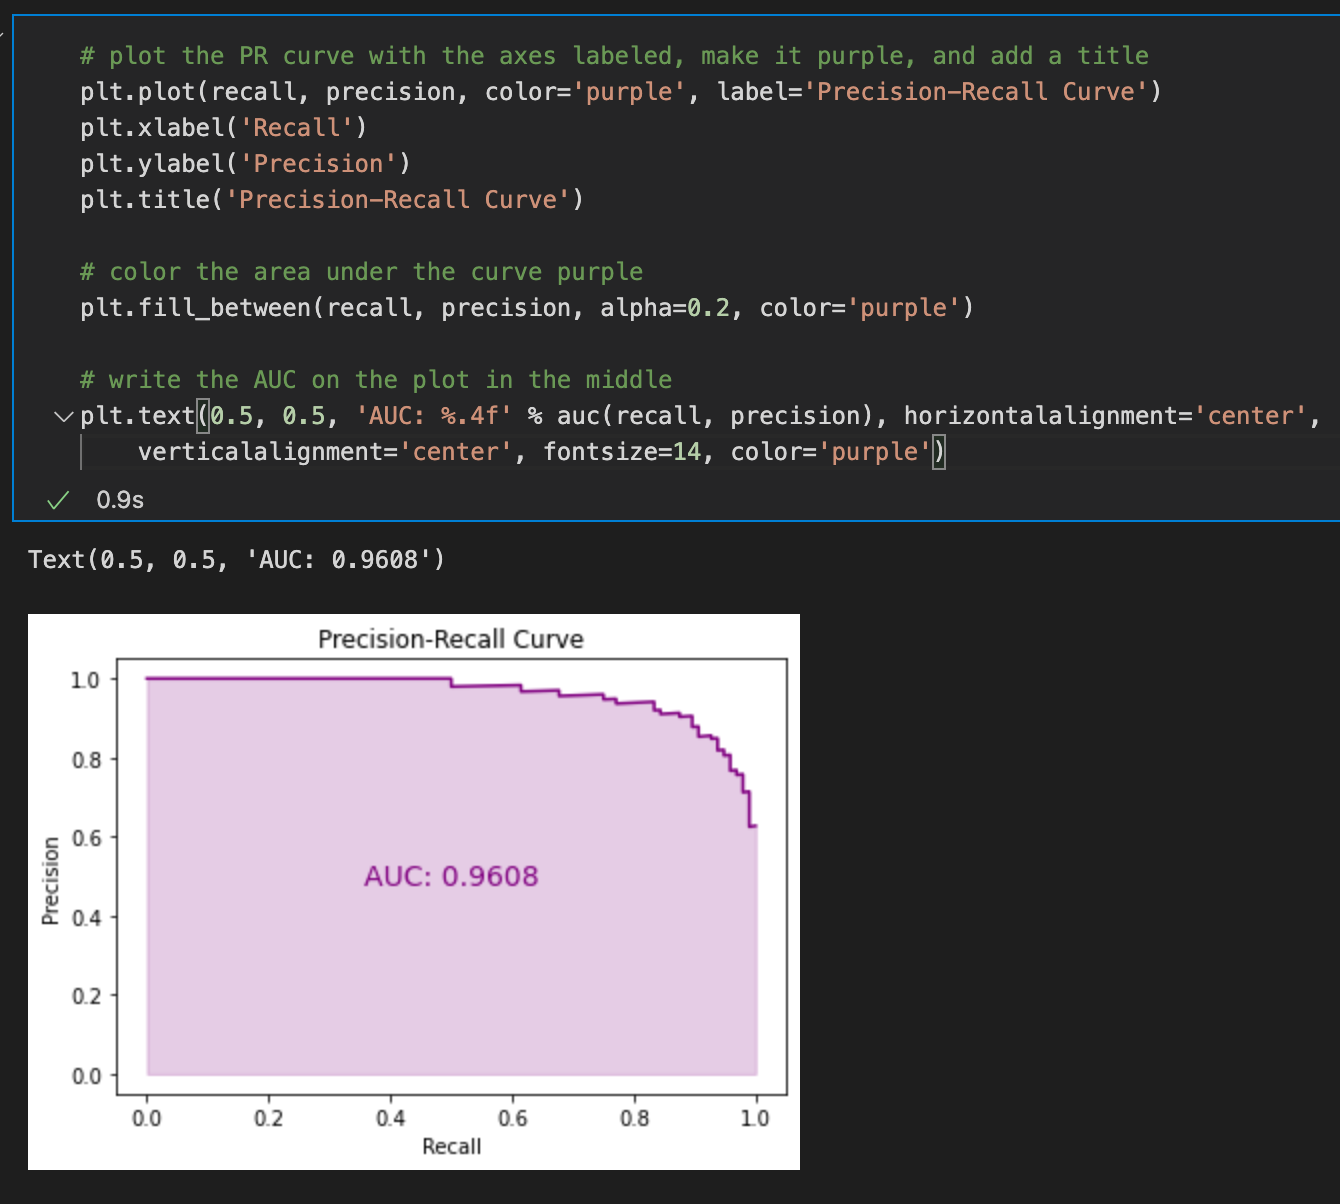 # plot the PR curve with the axes labeled, make it purple, and add a title
plt.plot(recall, precision, color='purple', label='Precision-Recall Curve')
plt.xlabel('Recall')
plt.ylabel('Precision')
plt.title('Precision-Recall Curve')
# color the area under the curve purple
plt.fill_between(recall, precision, alpha=0.2, color='purple')
# write the AUC on the plot in the middle
plt.text(0.5, 0.5, 'AUC: %.4f' % auc(recall, precision), horizontalalignment='center',
verticalalignment='center', fontsize=14, color='purple')
0.9s
Text(0.5, 0.5, 'AUC: 0.9608')
Precision-Recall Curve
1.0
0.8
0.6
0.4
0.2
0.0
Precision
AUC: 0.9608
0.0 0.2 0.4 0.6 0.8 1.0
Recall